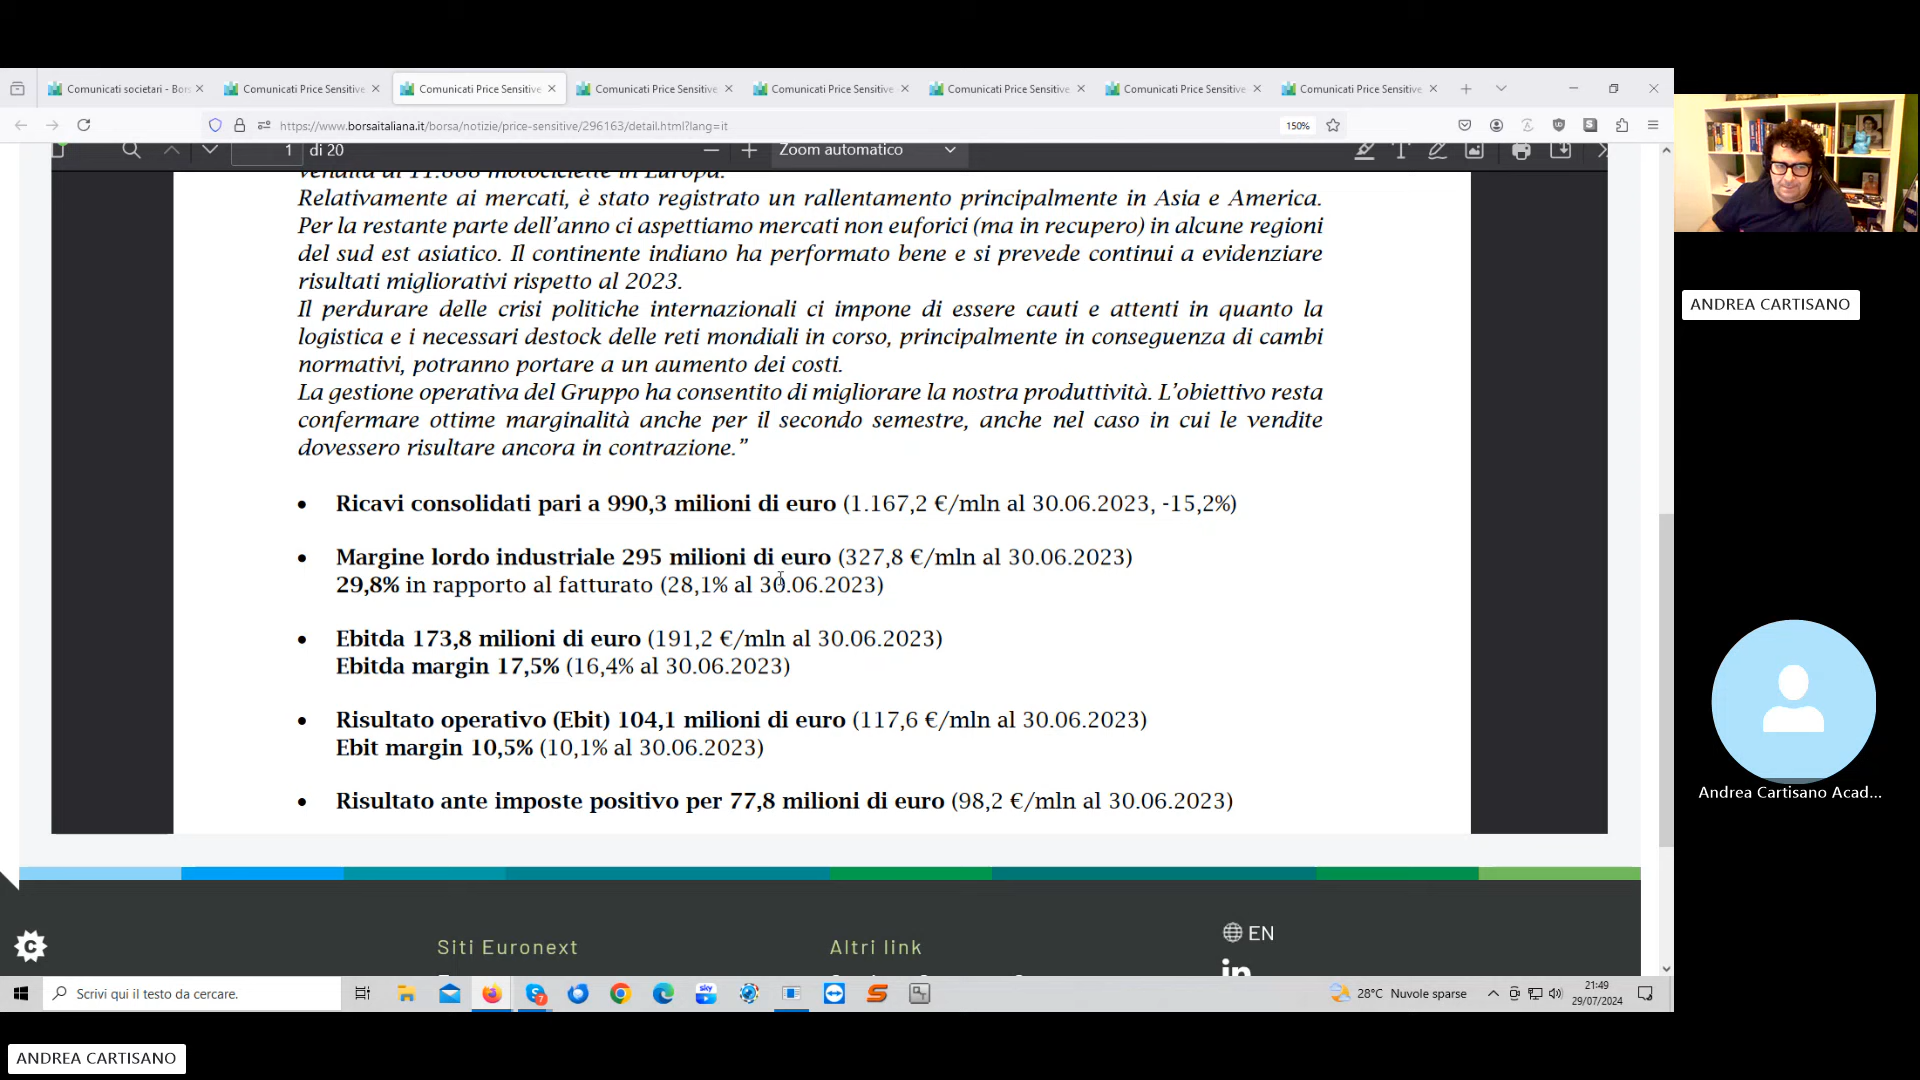 Comunicati societari - Bors
Comunicati Price Sensitive
Comunicati Price Sensitive
Comunicati Price Sensitive
Comunicati Price Sensitive
Comunicati Price Sensitive
Comunicati Price Sensitive
Comunicati Price Sensitive
https://www.borsaitaliana.it/borsa/notizie/price-sensitive/296163/detail.html?lang=it
150%
1 di 20
Zoom automatico
vendita di 11.888 motociclette in Europa.
Relativamente ai mercati, è stato registrato un rallentamento principalmente in Asia e America.
Per la restante parte dell’anno ci aspettiamo mercati non euforici (ma in recupero) in alcune regioni
del sud est asiatico. Il continente indiano ha performato bene e si prevede continui a evidenziare
risultati migliorativi rispetto al 2023.
Il perdurare delle crisi politiche internazionali ci impone di essere cauti e attenti in quanto la
logistica e i necessari destock delle reti mondiali in corso, principalmente in conseguenza di cambi
normativi, potranno portare a un aumento dei costi.
La gestione operativa del Gruppo ha consentito di migliorare la nostra produttività. L’obiettivo resta
confermare ottime marginalità anche per il secondo semestre, anche nel caso in cui le vendite
dovessero risultare ancora in contrazione.”
• Ricavi consolidati pari a 990,3 milioni di euro (1.167,2 €/mln al 30.06.2023, -15,2%)
• Margine lordo industriale 295 milioni di euro (327,8 €/mln al 30.06.2023)
29,8% in rapporto al fatturato (28,1% al 30.06.2023)
• Ebitda 173,8 milioni di euro (191,2 €/mln al 30.06.2023)
Ebitda margin 17,5% (16,4% al 30.06.2023)
• Risultato operativo (Ebit) 104,1 milioni di euro (117,6 €/mln al 30.06.2023)
Ebit margin 10,5% (10,1% al 30.06.2023)
• Risultato ante imposte positivo per 77,8 milioni di euro (98,2 €/mln al 30.06.2023)
Siti Euronext
Altri link
EN
in
C
Scrivi qui il testo da cercare.
sky
28°C Nuvole sparse
21:49
29/07/2024
ANDREA CARTISANO
Andrea Cartisano Acad...
ANDREA CARTISANO